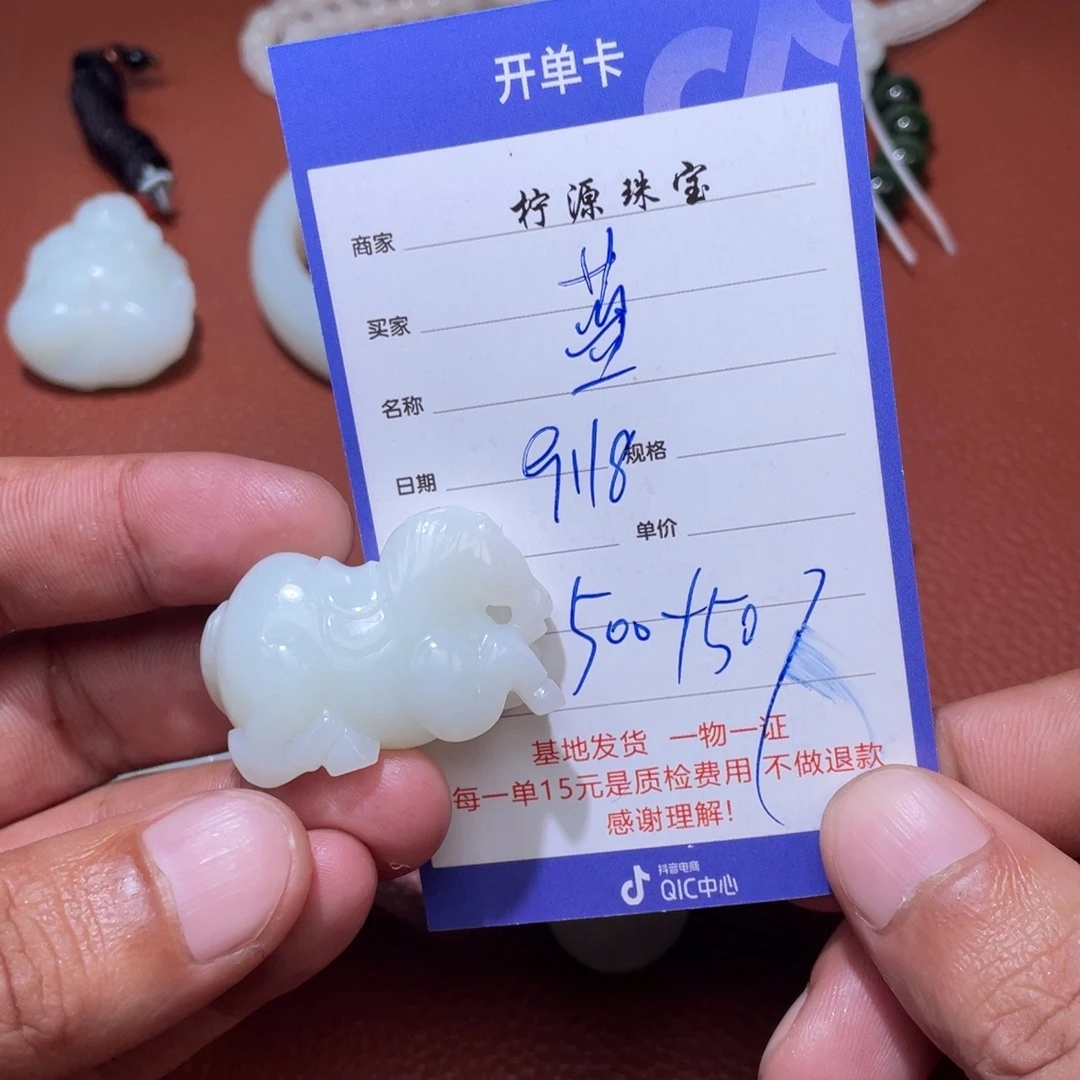 开单卡
商家 柠源珠宝
买家
名称
日期 9118 规格
单价
500+50
基地发货 一物一证
每一单15元是质检费用 不做退款
感谢理解!
抖音电商
QIC中心